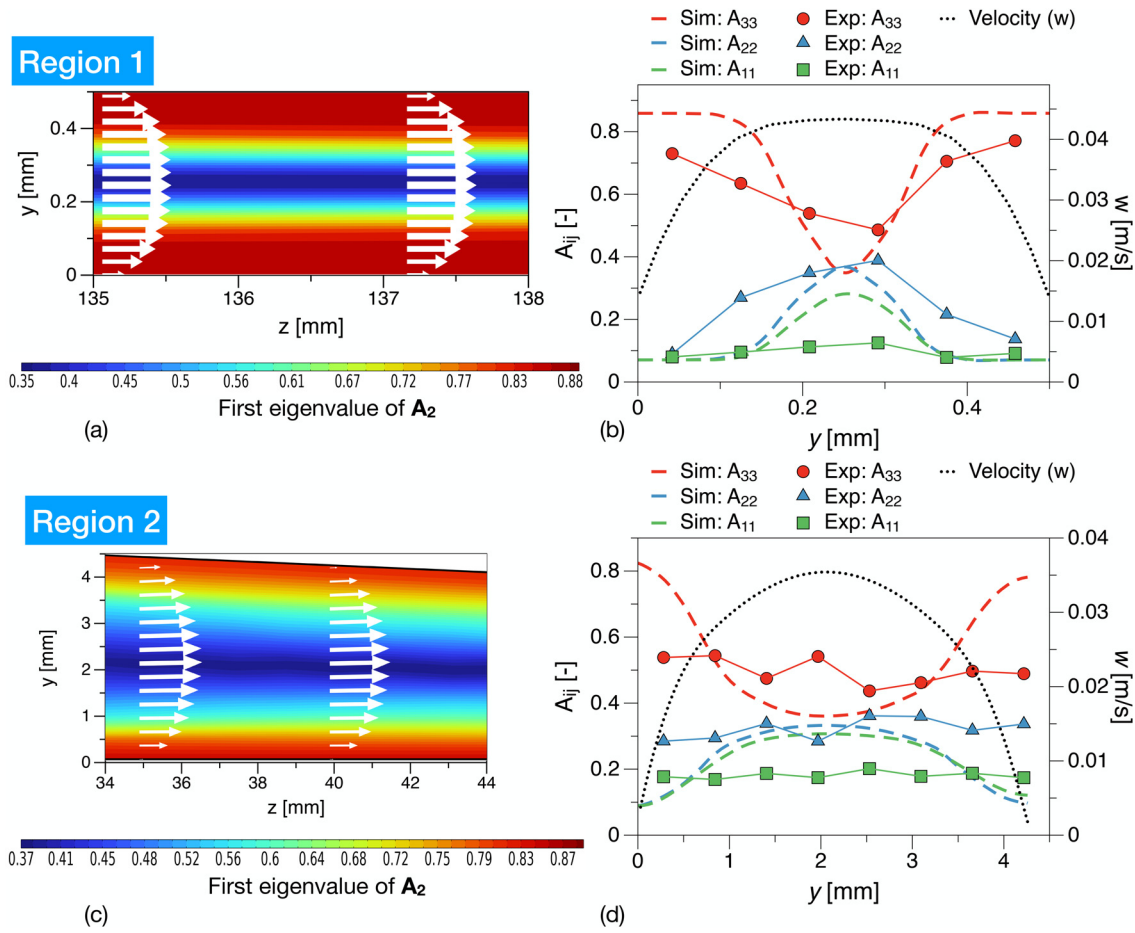 Region 1
y [mm]
0.4
0.2
0
135
136
137
138
z [mm]
0.35 0.4 0.45 0.5 0.56 0.61 0.67 0.72 0.77 0.83 0.88
First eigenvalue of A₂
(a)
Sim: A₃₃ Exp: A₃₃ Velocity (w)
Sim: A₂₂ Exp: A₂₂
Sim: A₁₁ Exp: A₁₁
Aᵢⱼ [-]
0.8
0.6
0.4
0.2
0
0.04
0.03
0.02
0.01
0
w [m/s]
0 0.2 0.4
y [mm]
(b)
Region 2
y [mm]
4
3
2
1
0
34 36 38 40 42 44
z [mm]
0.37 0.41 0.45 0.48 0.52 0.56 0.6 0.64 0.68 0.72 0.75 0.79 0.83 0.87
First eigenvalue of A₂
(c)
Sim: A₃₃ Exp: A₃₃ Velocity (w)
Sim: A₂₂ Exp: A₂₂
Sim: A₁₁ Exp: A₁₁
Aᵢⱼ [-]
0.8
0.6
0.4
0.2
0
0.04
0.03
0.02
0.01
0
w [m/s]
0 1 2 3 4
y [mm]
(d)